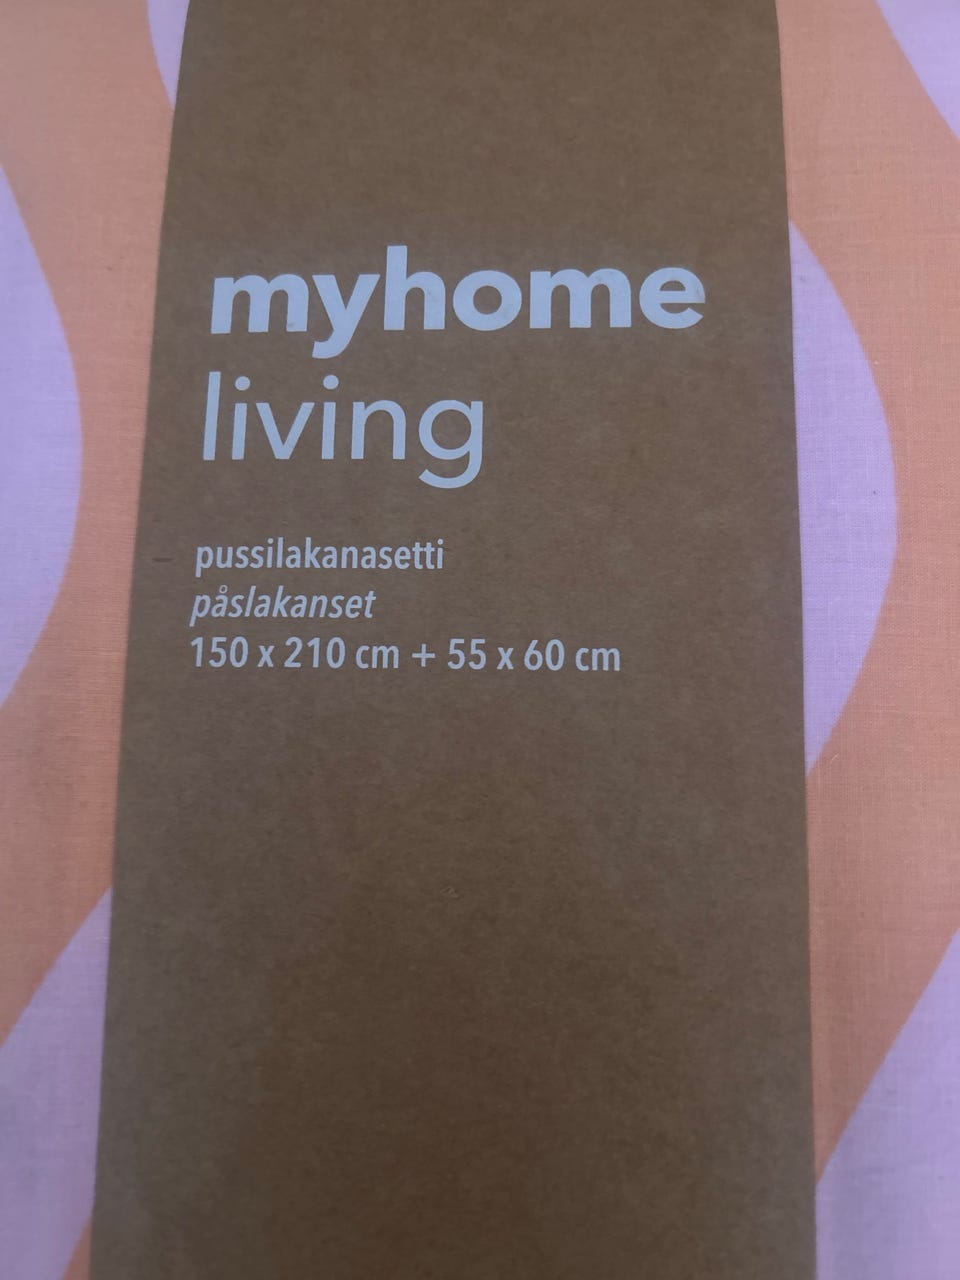 myhome
living
pussilakanasetti
påslakanset
150 x 210 cm + 55 x 60 cm